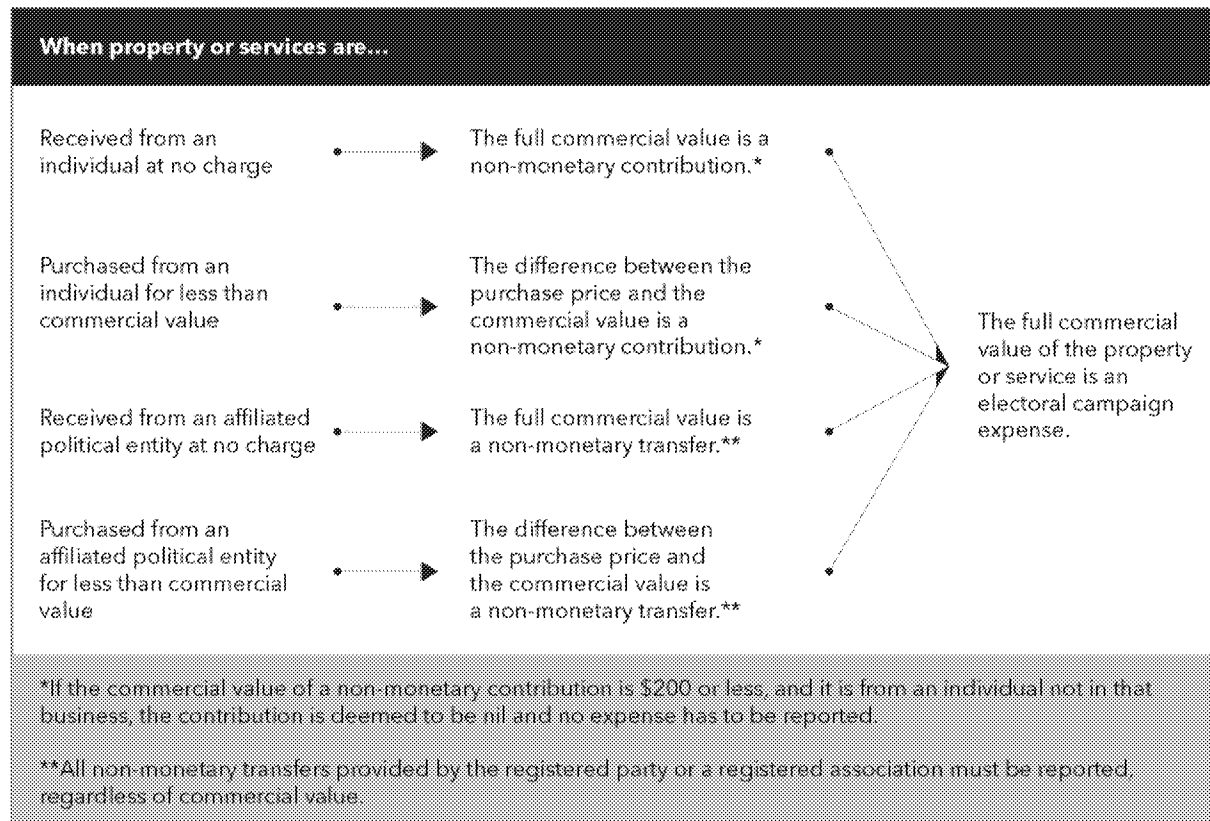 When property or services are...
Received from an
individual at no charge
The full commercial value is a
non-monetary contribution.*
Purchased from an
individual for less than
commercial value
The difference between the
purchase price and the
commercial value is a
non-monetary contribution.*
Received from an affiliated
political entity at no charge
The full commercial value is
a non-monetary transfer.**
Purchased from an
affiliated political entity
for less than commercial
value
The difference between
the purchase price and
the commercial value is
a non-monetary transfer.**
The full commercial
value of the property
or service is an
electoral campaign
expense.
*If the commercial value of a non-monetary contribution is $200 or less, and it is from an individual not in that
business, the contribution is deemed to be nil and no expense has to be reported.
**All non-monetary transfers provided by the registered party or a registered association must be reported,
regardless of commercial value.